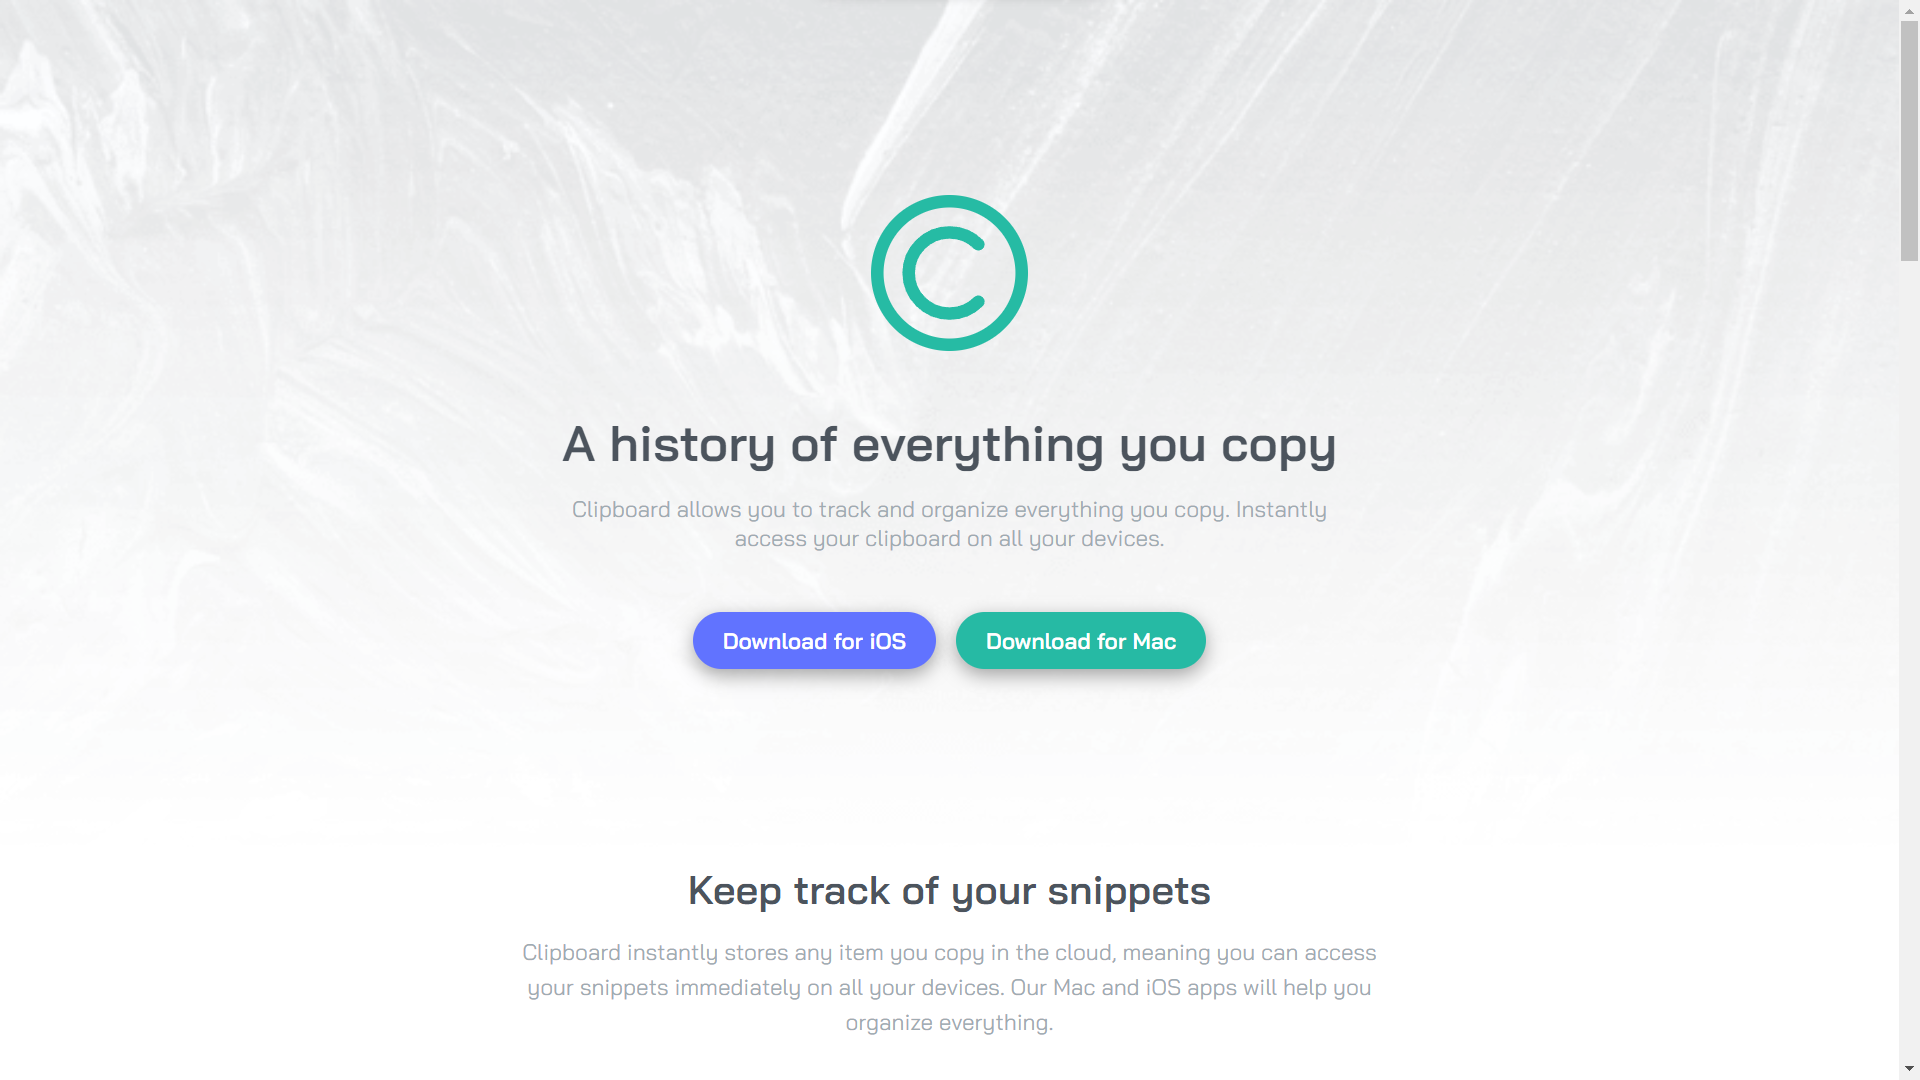 A history of everything you copy
Clipboard allows you to track and organize everything you copy. Instantly
access your clipboard on all your devices.
Download for iOS
Download for Mac
Keep track of your snippets
Clipboard instantly stores any item you copy in the cloud, meaning you can access
your snippets immediately on all your devices. Our Mac and iOS apps will help you
organize everything.